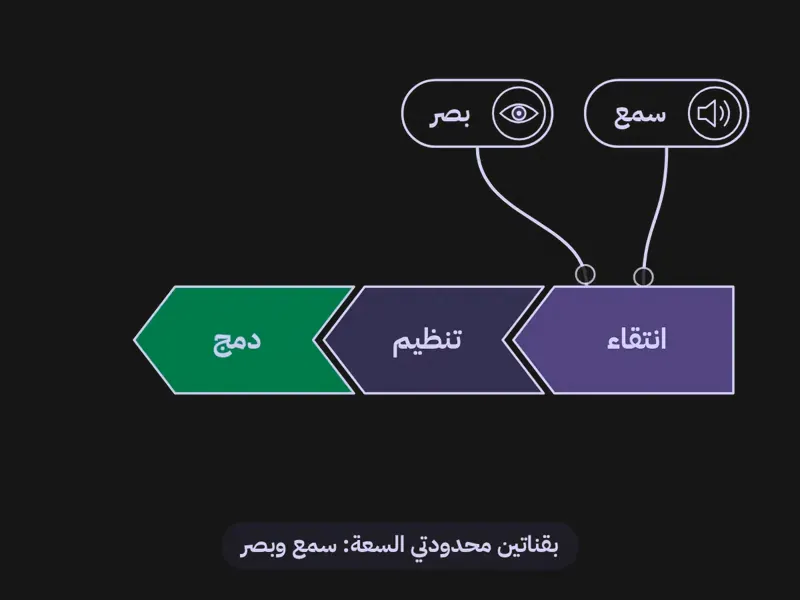 سمع
بصر
انتقاء
تنظيم
دمج
بقناتين محدودتي السعة: سمع وبصر